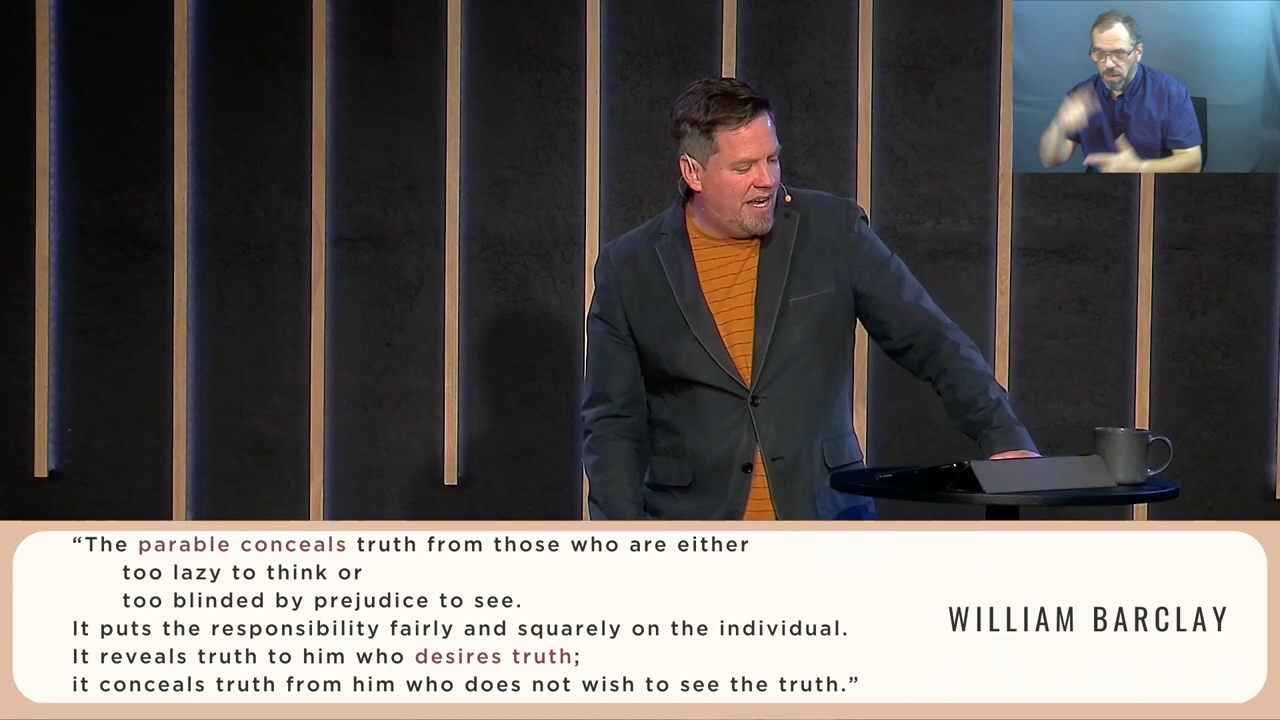 “The parable conceals truth from those who are either
too lazy to think or
too blinded by prejudice to see.
It puts the responsibility fairly and squarely on the individual.
It reveals truth to him who desires truth;
it conceals truth from him who does not wish to see the truth.”
WILLIAM BARCLAY